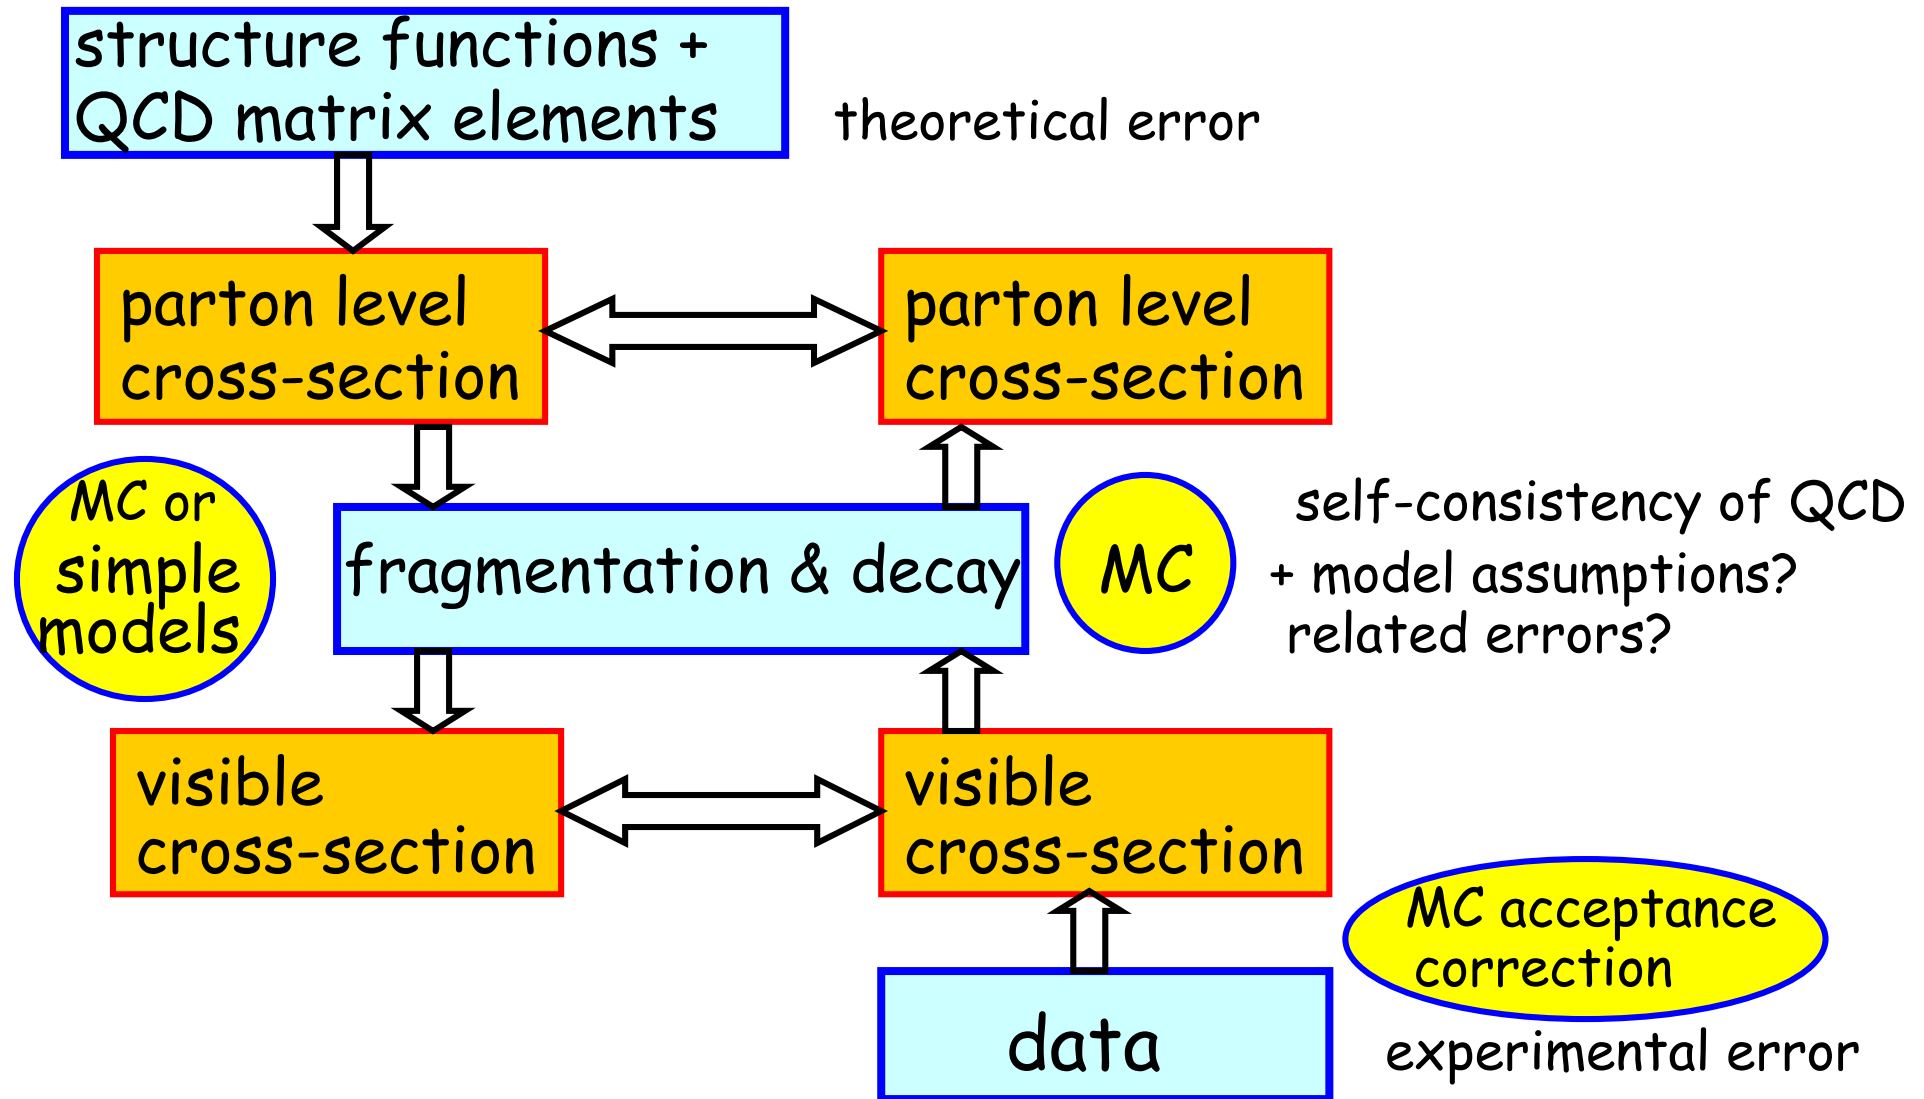 structure functions +
QCD matrix elements
theoretical error
parton level
cross-section
parton level
cross-section
MC or
simple
models
fragmentation & decay
MC
self-consistency of QCD
+ model assumptions?
related errors?
visible
cross-section
visible
cross-section
MC acceptance
correction
data
experimental error